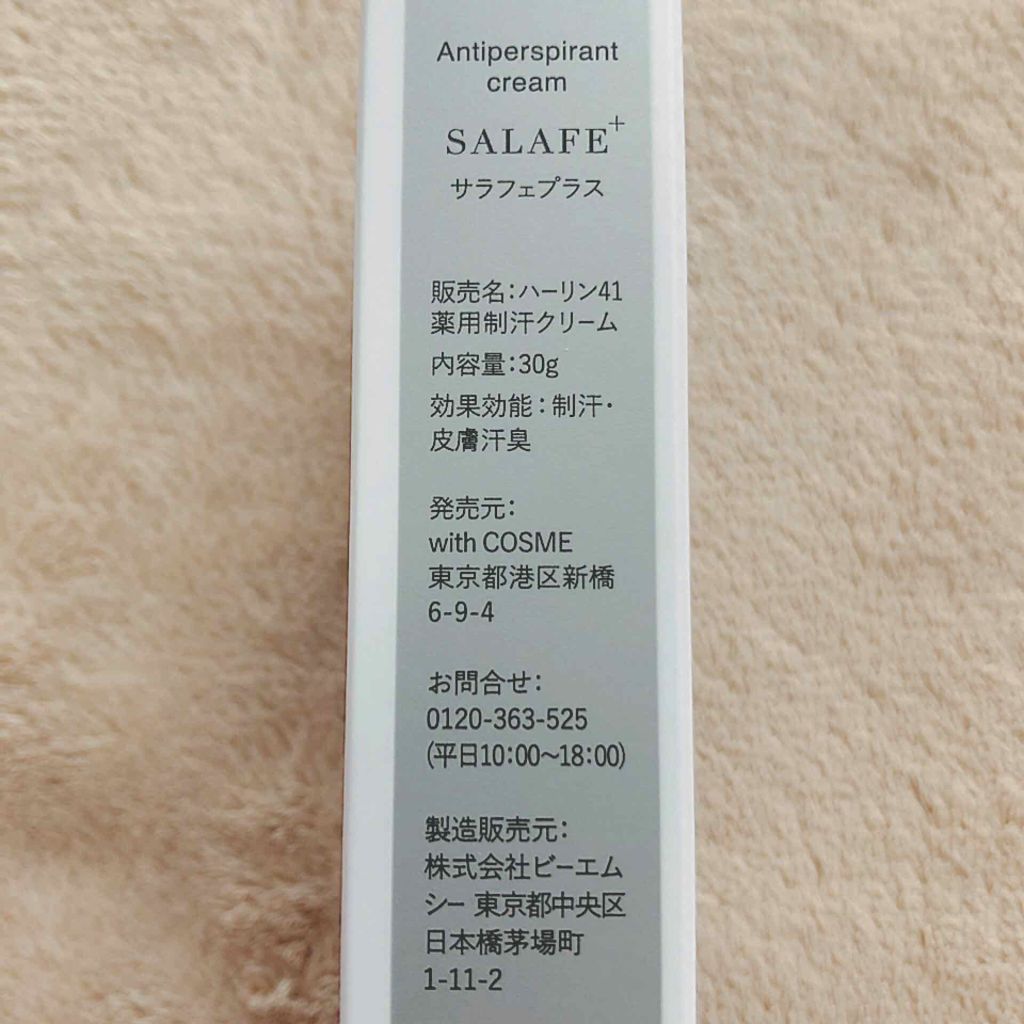 Antiperspirant
cream
SALAFE+
サラフェプラス
販売名：ハーリン41
薬用制汗クリーム
内容量：30g
効果効能：制汗・
皮膚汗臭
発売元：
with COSME
東京都港区新橋
6-9-4
お問合せ：
0120-363-525
(平日10：00～18：00)
製造販売元：
株式会社ビーエム
シー 東京都中央区
日本橋茅場町
1-11-2